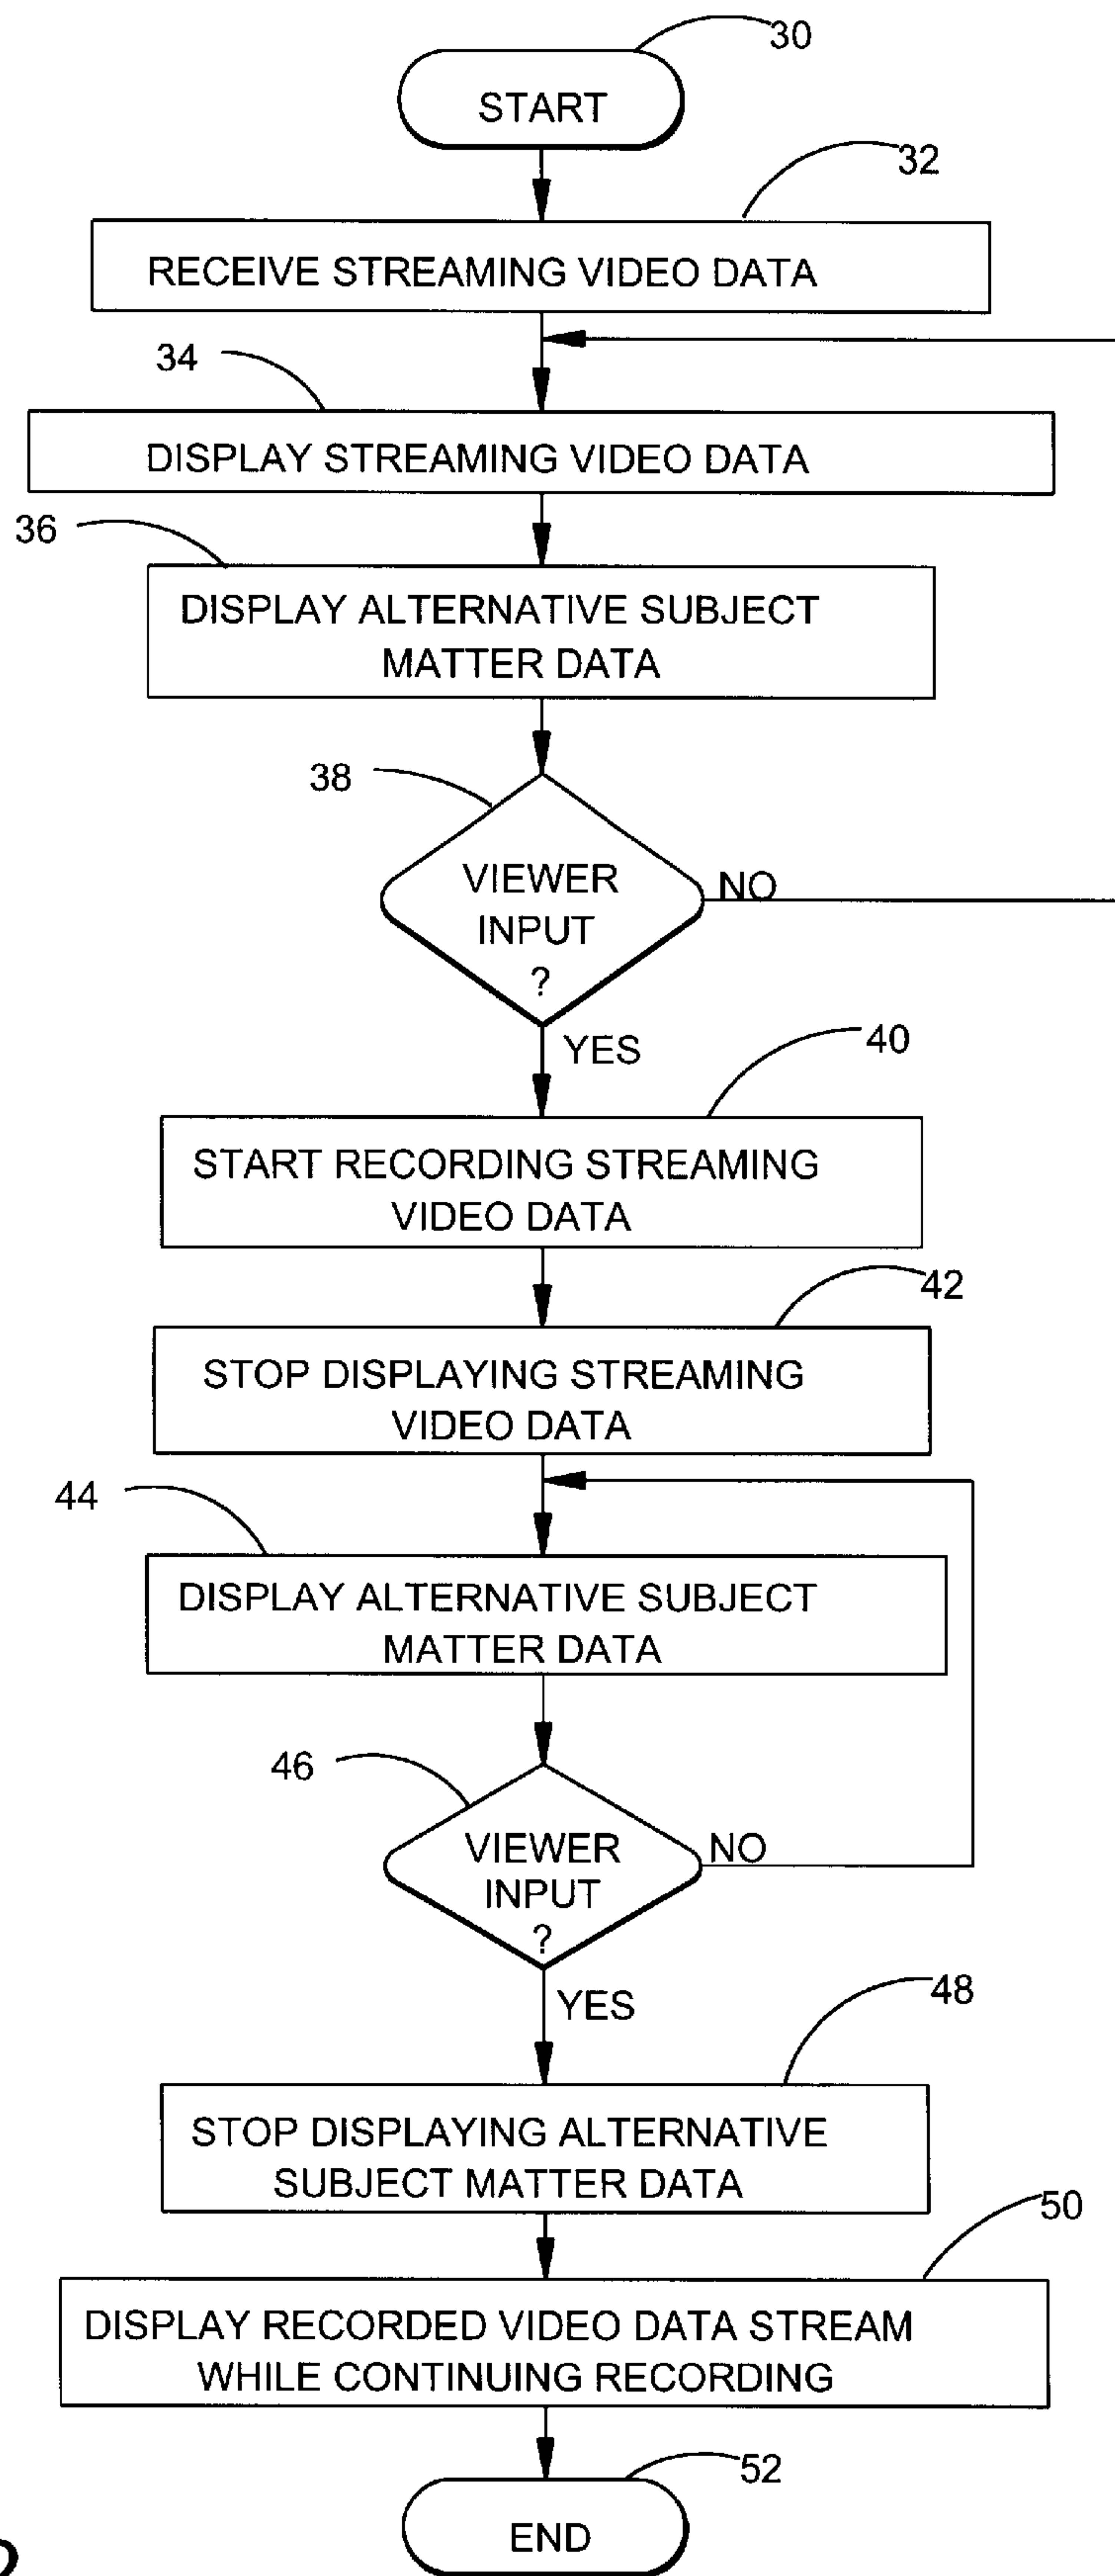 30
START
32
RECEIVE STREAMING VIDEO DATA
34
DISPLAY STREAMING VIDEO DATA
36
DISPLAY ALTERNATIVE SUBJECT
MATTER DATA
38
VIEWER
INPUT
?
NO
YES
40
START RECORDING STREAMING
VIDEO DATA
42
STOP DISPLAYING STREAMING
VIDEO DATA
44
DISPLAY ALTERNATIVE SUBJECT
MATTER DATA
46
VIEWER
INPUT
?
NO
YES
48
STOP DISPLAYING ALTERNATIVE
SUBJECT MATTER DATA
50
DISPLAY RECORDED VIDEO DATA STREAM
WHILE CONTINUING RECORDING
52
END